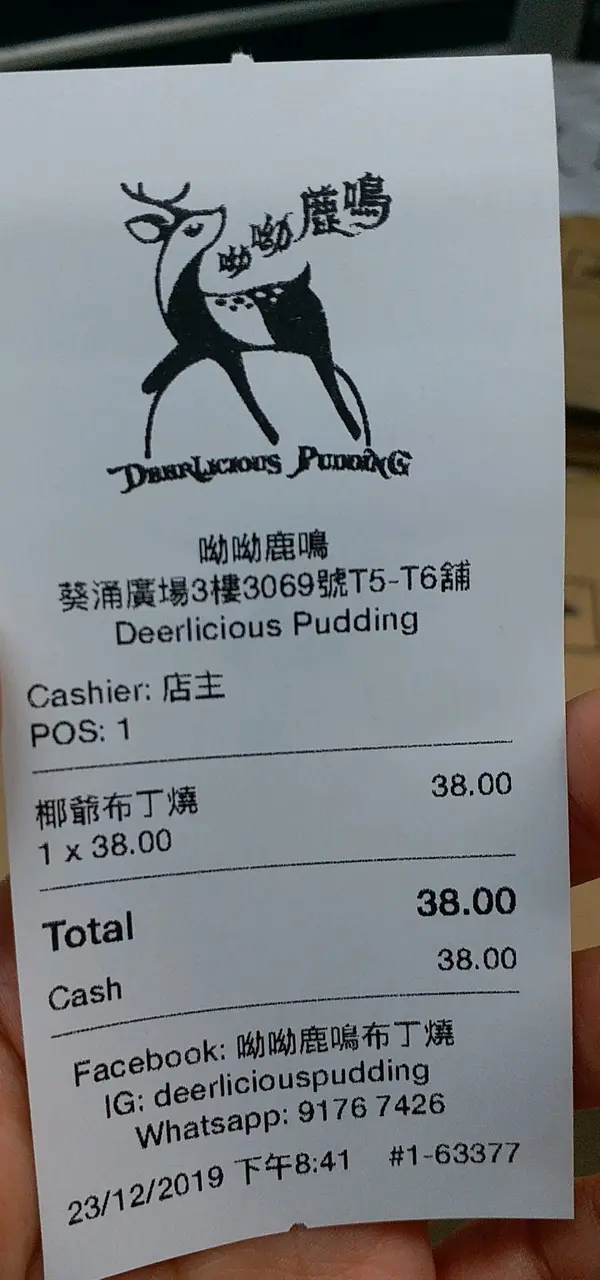 呦呦鹿鳴
DEERLICIOUS PUDDING
呦呦鹿鳴
葵涌廣場3樓3069號T5-T6舖
Deerlicious Pudding
Cashier: 店主
POS: 1
椰爺布丁燒 38.00
1 x 38.00
Total 38.00
Cash 38.00
Facebook: 呦呦鹿鳴布丁燒
IG: deerliciouspudding
Whatsapp: 9176 7426
23/12/2019 下午8:41 #1-63377